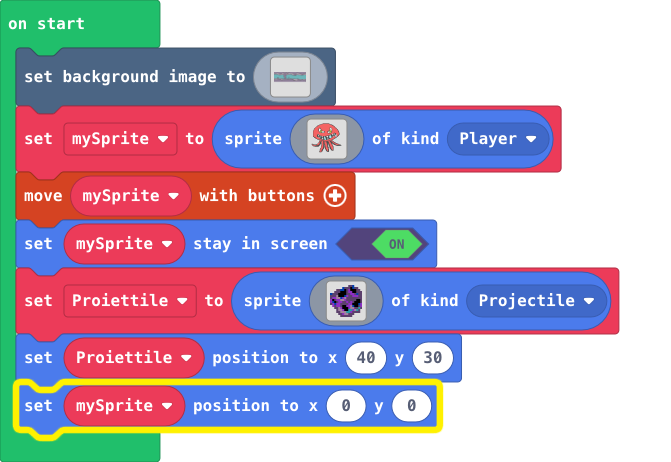 on start
set background image to
set mySprite to sprite of kind Player
move mySprite with buttons
set mySprite stay in screen ON
set Proiettile to sprite of kind Projectile
set Proiettile position to x 40 y 30
set mySprite position to x 0 y 0